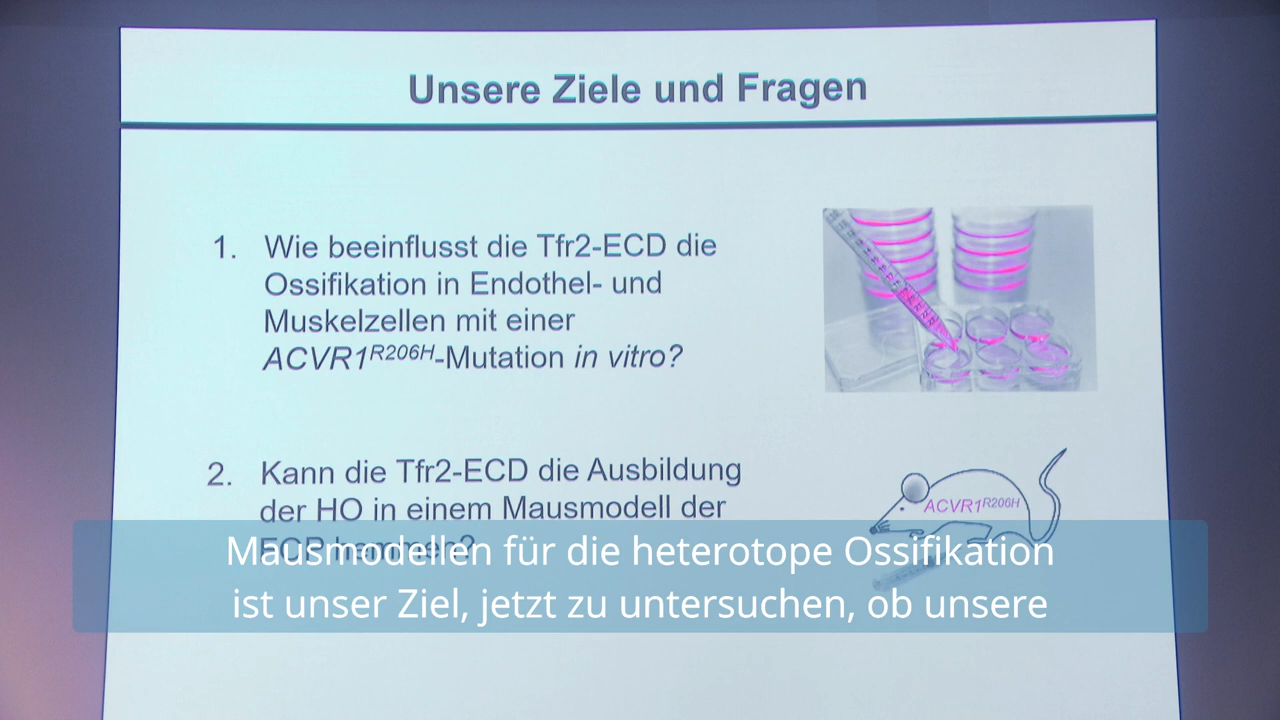 Unsere Ziele und Fragen
1. Wie beeinflusst die Tfr2-ECD die
Ossifikation in Endothel- und
Muskelzellen mit einer
ACVR1R206H-Mutation in vitro?
2. Kann die Tfr2-ECD die Ausbildung
der HO in einem Mausmodell der
FOP hemmen?
ACVR1R206H
Mausmodellen für die heterotope Ossifikation
ist unser Ziel, jetzt zu untersuchen, ob unsere